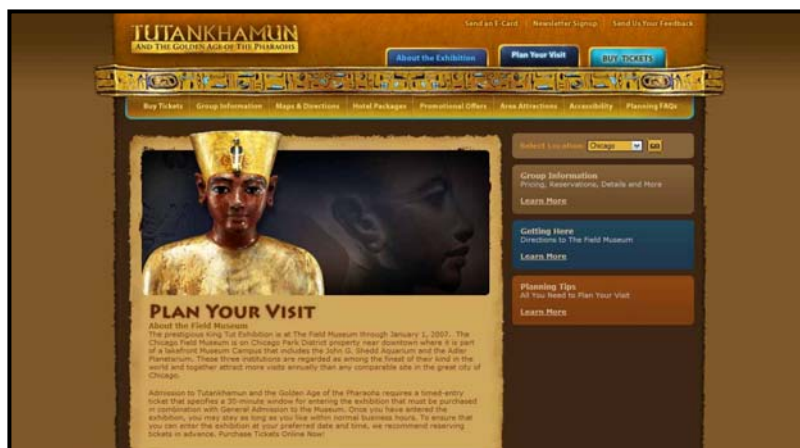 Send an E-Card | Newsletter Signup | Send Us Your Feedback
TUTANKHAMUN
AND THE GOLDEN AGE OF THE PHARAOHS
About the Exhibition
Plan Your Visit
BUY TICKETS
Buy Tickets Group Information Maps & Directions Hotel Packages Promotional Offers Area Attractions Accessibility Planning FAQs
Select Location: Chicago GO
Group Information
Pricing, Reservations, Details and More
Learn More
Getting Here
Directions to The Field Museum
Learn More
Planning Tips
All You Need to Plan Your Visit
Learn More
PLAN YOUR VISIT
About the Field Museum
The prestigious King Tut Exhibition is at The Field Museum through January 1, 2007. The
Chicago Field Museum is on Chicago Park District property near downtown where it is part
of a lakefront Museum Campus that includes the John G. Shedd Aquarium and the Adler
Planetarium. These three institutions are regarded as among the finest of their kind in the
world and together attract more visits annually than any comparable site in the great city of
Chicago.
Admission to Tutankhamun and the Golden Age of the Pharaohs requires a timed-entry
ticket that specifies a 30-minute window for entering the exhibition that must be purchased
in combination with General Admission to the Museum. Once you have entered the
exhibition, you may stay as long as you like within normal business hours. To ensure that
you can enter the exhibition at your preferred date and time, we recommend reserving
tickets in advance. Purchase Tickets Online Now!